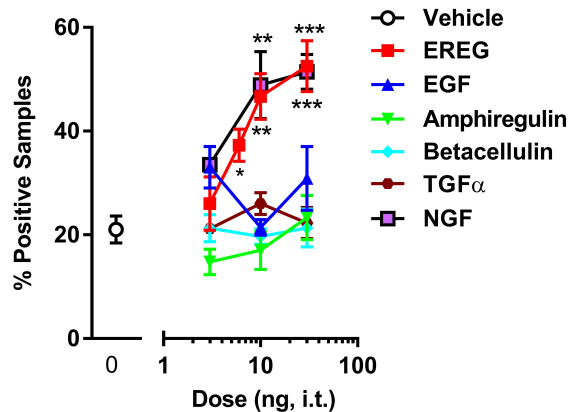 Vehicle
EREG
EGF
Amphiregulin
Betacellulin
TGFα
NGF
% Positive Samples
60
40
20
0
**
***
***
**
*
0
1
10
100
Dose (ng, i.t.)